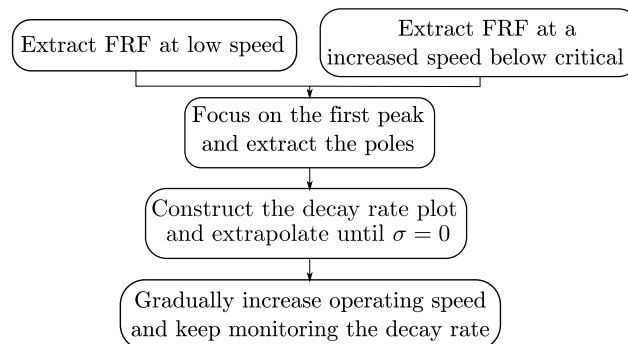 Extract FRF at low speed
Extract FRF at a
increased speed below critical
Focus on the first peak
and extract the poles
Construct the decay rate plot
and extrapolate until σ = 0
Gradually increase operating speed
and keep monitoring the decay rate